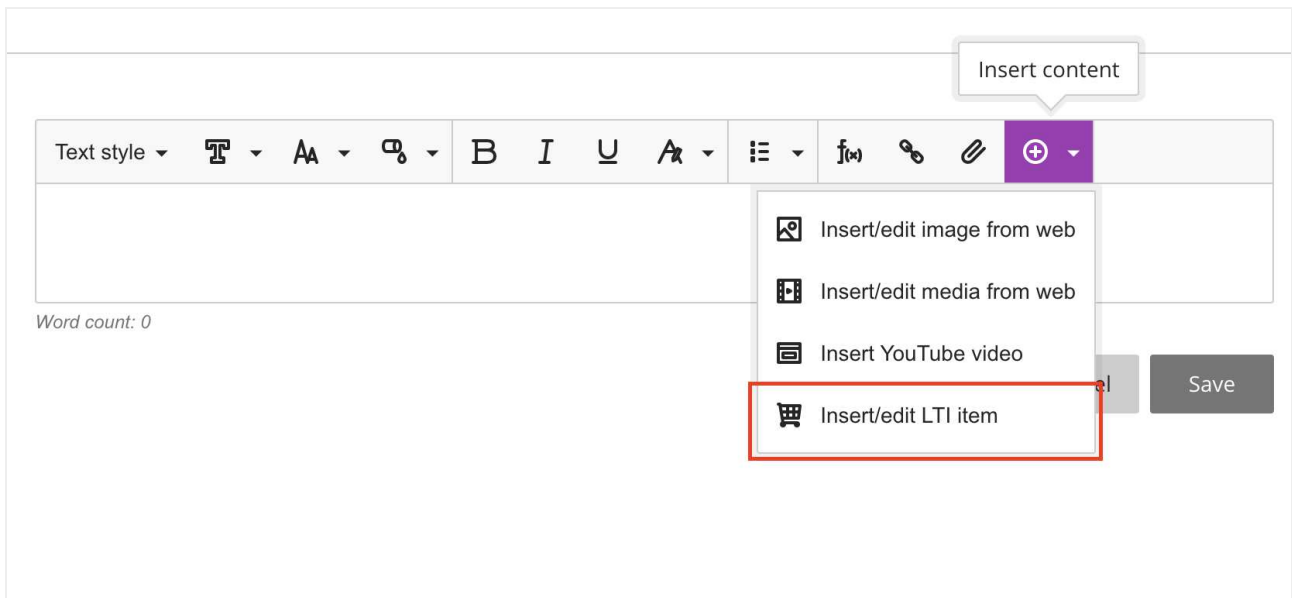 Insert content
Text style B I U f(x)
Insert/edit image from web
Insert/edit media from web
Insert YouTube video
Word count: 0
el Save
Insert/edit LTI item